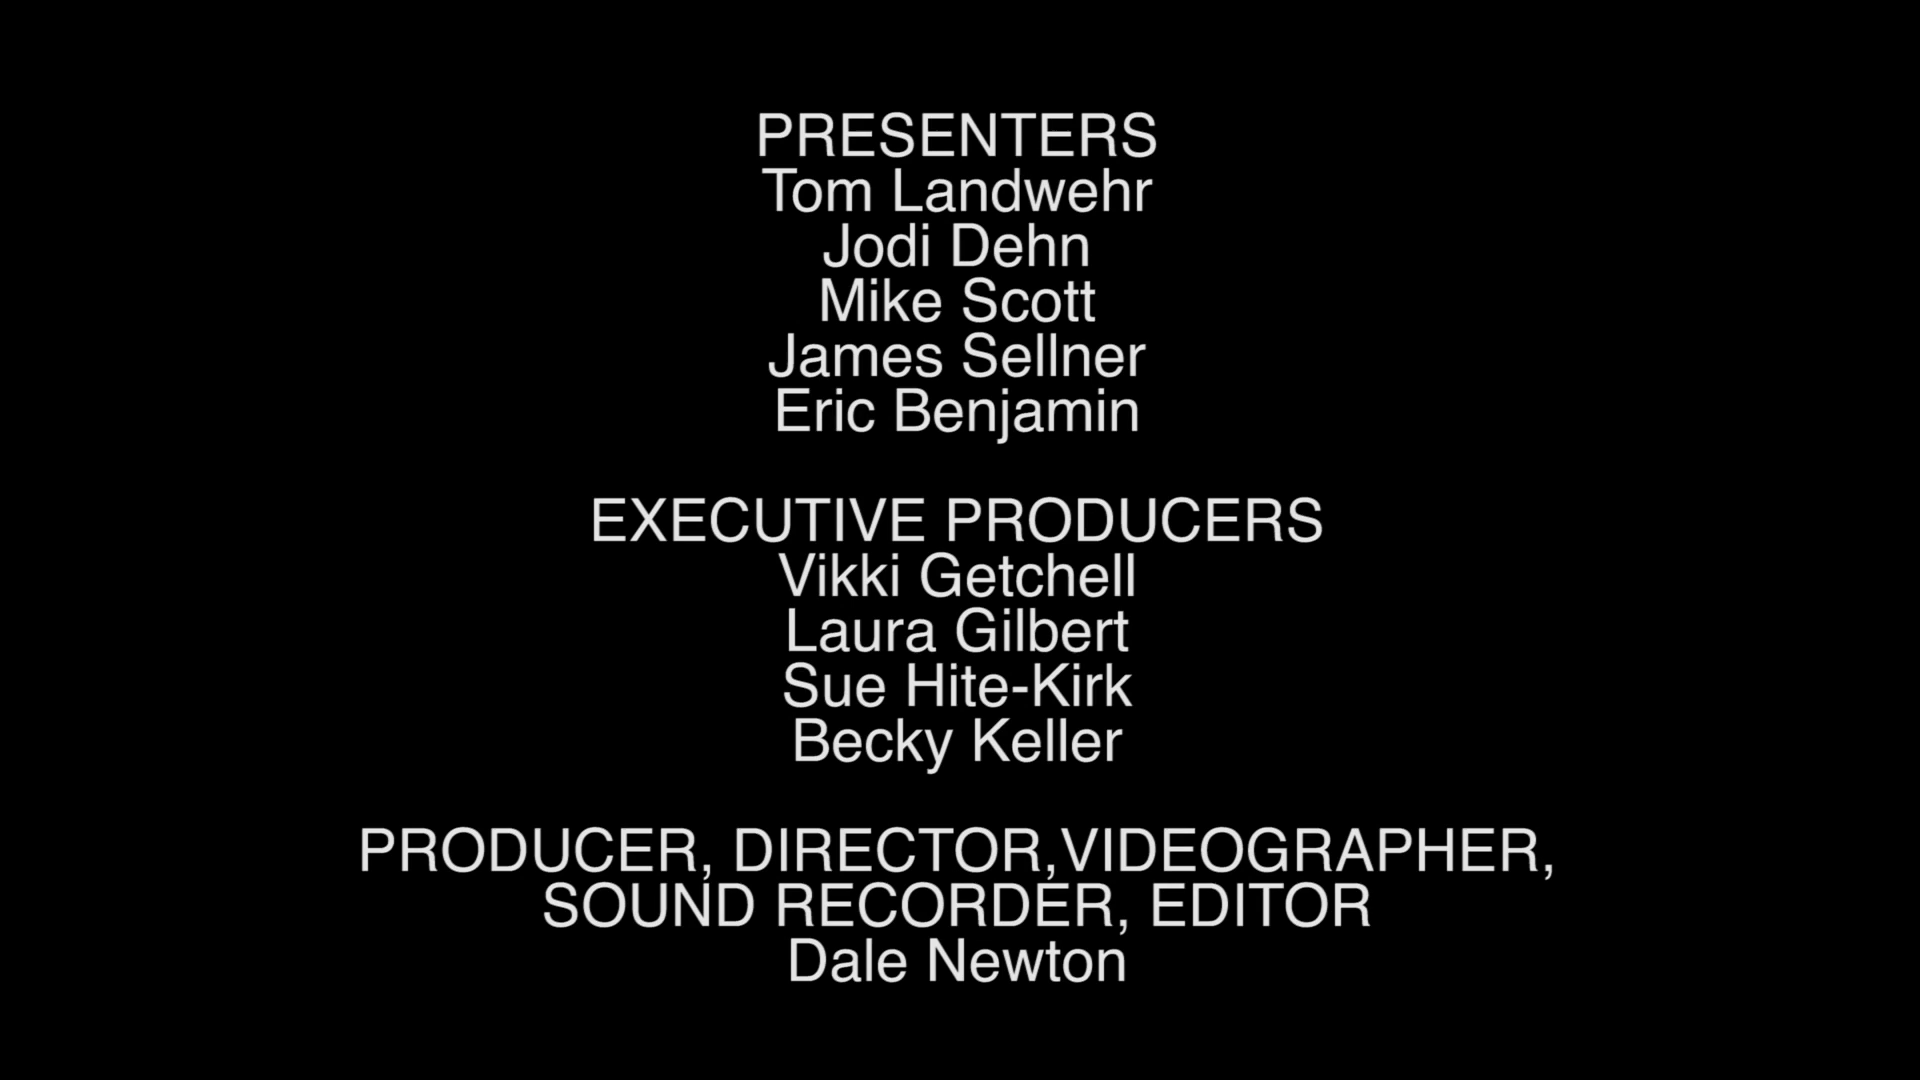 PRESENTERS
Tom Landwehr
Jodi Dehn
Mike Scott
James Sellner
Eric Benjamin
EXECUTIVE PRODUCERS
Vikki Getchell
Laura Gilbert
Sue Hite-Kirk
Becky Keller
PRODUCER, DIRECTOR,VIDEOGRAPHER,
SOUND RECORDER, EDITOR
Dale Newton